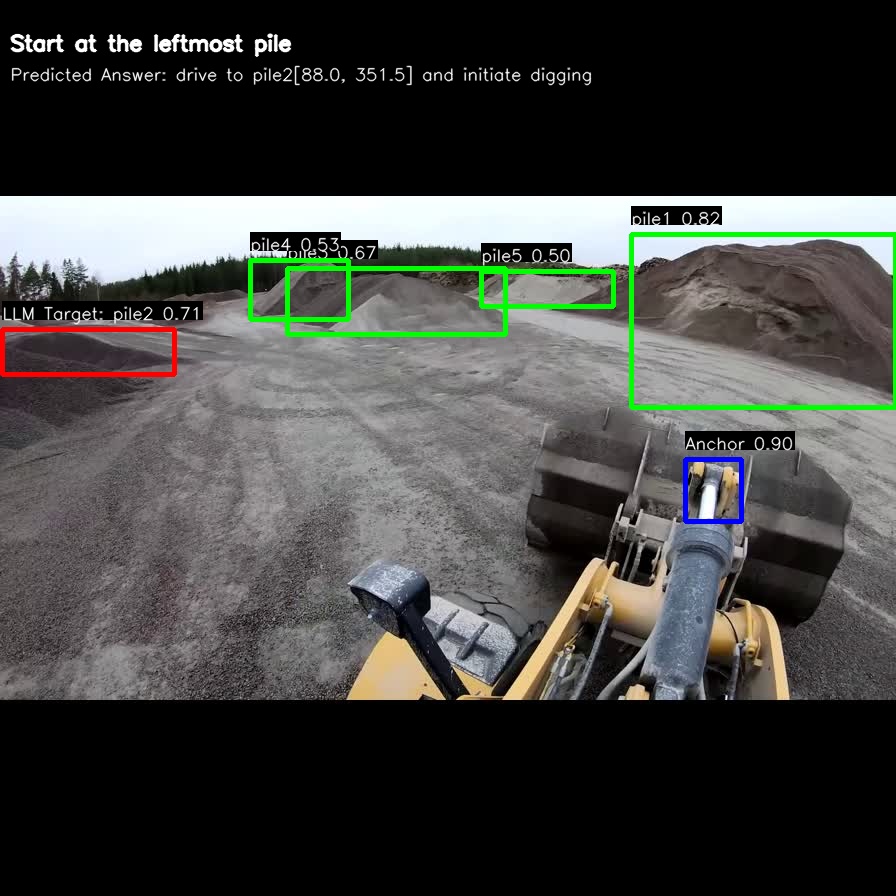 Start at the leftmost pile
Predicted Answer: drive to pile2[88.0, 351.5] and initiate digging
pile1 0.82
pile4 0.53
pile3 0.67
pile5 0.50
LLM Target: pile2 0.71
Anchor 0.90